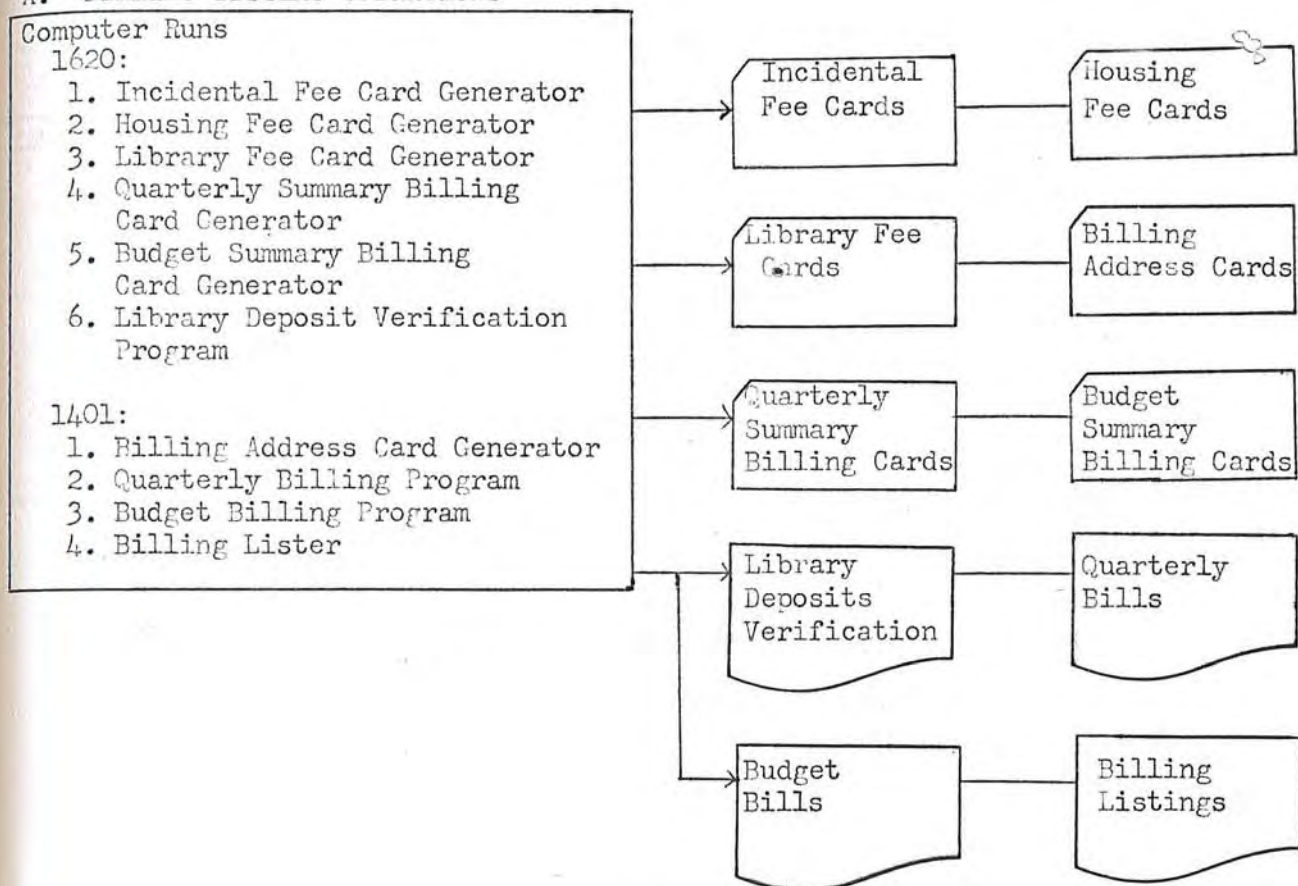 Computer Runs
1620:
1. Incidental Fee Card Generator
2. Housing Fee Card Generator
3. Library Fee Card Generator
4. Quarterly Summary Billing
Card Generator
5. Budget Summary Billing
Card Generator
6. Library Deposit Verification
Program
1401:
1. Billing Address Card Generator
2. Quarterly Billing Program
3. Budget Billing Program
4. Billing Lister
Incidental
Fee Cards
Housing
Fee Cards
Library Fee
Cards
Billing
Address Cards
Quarterly
Summary
Billing Cards
Budget
Summary
Billing Cards
Library
Deposits
Verification
Quarterly
Bills
Budget
Bills
Billing
Listings